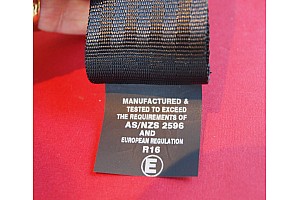 MANUFACTURED &
TESTED TO EXCEED
THE REQUIREMENTS OF
AS/NZS 2596
AND
EUROPEAN REGULATION
R16
E